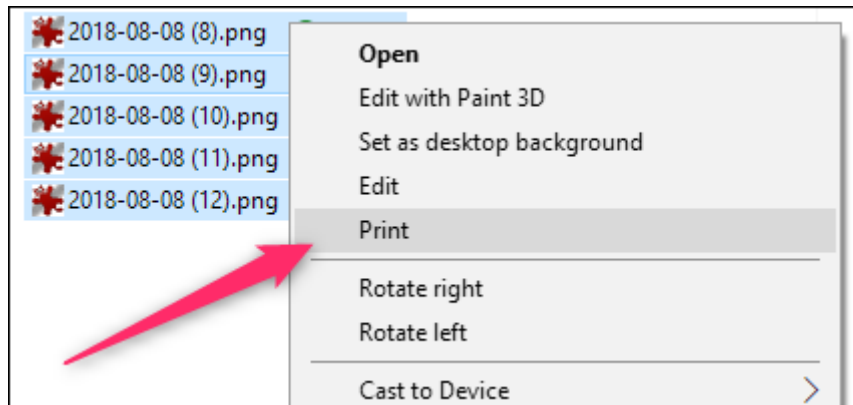 2018-08-08 (8).png
2018-08-08 (9).png
2018-08-08 (10).png
2018-08-08 (11).png
2018-08-08 (12).png
Open
Edit with Paint 3D
Set as desktop background
Edit
Print
Rotate right
Rotate left
Cast to Device